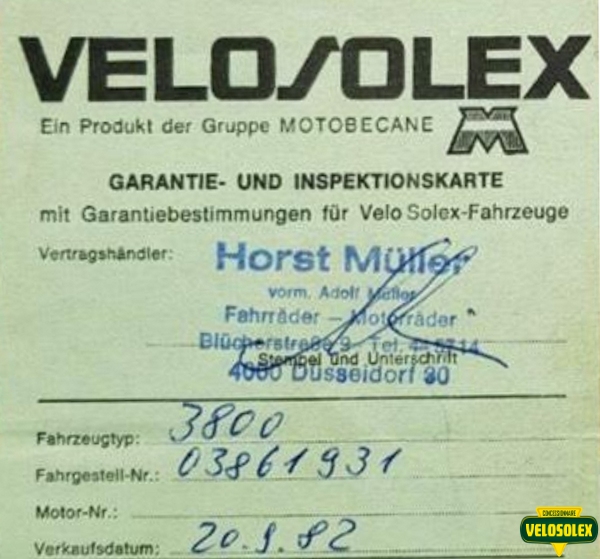 VELOSOLEX
Ein Produkt der Gruppe MOTOBECANE
M
GARANTIE- UND INSPEKTIONSKARTE
mit Garantiebestimmungen für Velo Solex-Fahrzeuge
Vertragshändler:
Horst Müller
vorm. Adolf Müller
Fahrräder – Motorräder
Blücherstraße 9 Tel.
Stempel und Unterschrift
4000 Düsseldorf 30
Fahrzeugtyp: 3800
Fahrgestell-Nr.: 03861931
Motor-Nr.:
Verkaufsdatum: 20.9.82
CONCESSIONNAIRE
VELOSOLEX